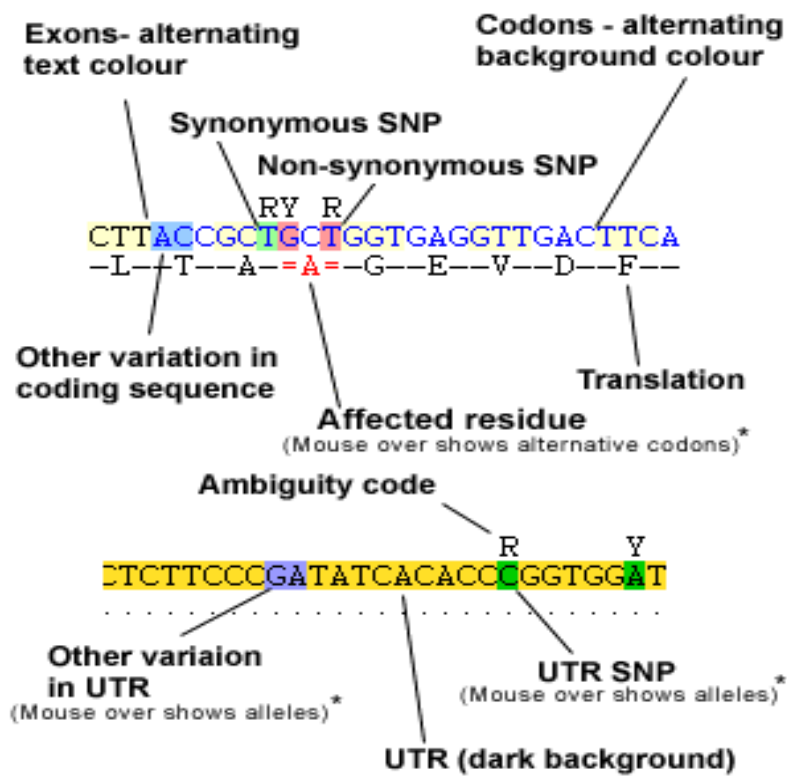 Exons- alternating
text colour
Codons - alternating
background colour
Synonymous SNP
Non-synonymous SNP
RY R
CTTACCGCTGCTGGTGAGGTTGACTTCA
—L——T——A—=A=—G——E——V——D——F——
Other variation in
coding sequence
Translation
Affected residue
(Mouse over shows alternative codons)*
Ambiguity code
R Y
CTCTTCCCGATATCACACCCGGTGGAT
. . . . . . . . . . . . . . . . . . . . . . . . . . .
Other variaion
in UTR
(Mouse over shows alleles)*
UTR SNP
(Mouse over shows alleles)*
UTR (dark background)